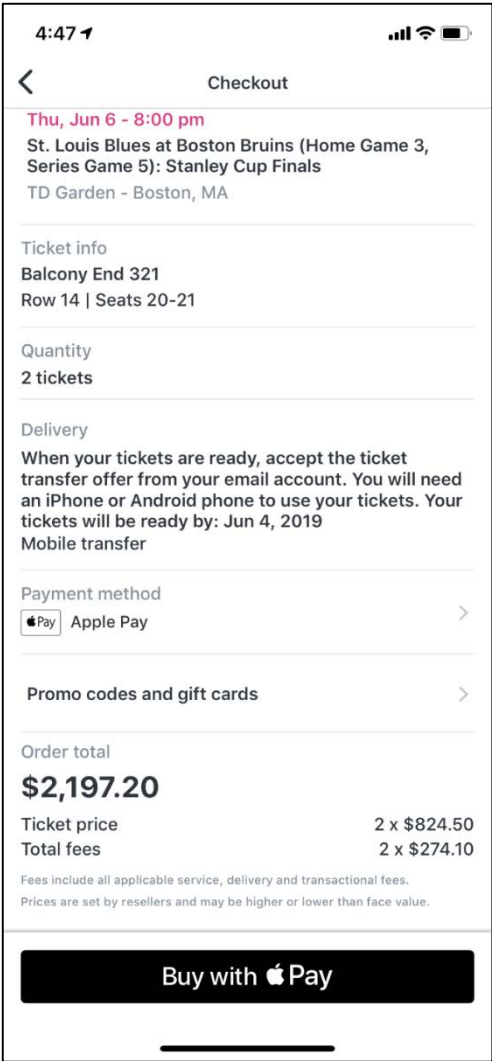 4:47
Checkout
Thu, Jun 6 - 8:00 pm
St. Louis Blues at Boston Bruins (Home Game 3,
Series Game 5): Stanley Cup Finals
TD Garden - Boston, MA
Ticket info
Balcony End 321
Row 14 | Seats 20-21
Quantity
2 tickets
Delivery
When your tickets are ready, accept the ticket
transfer offer from your email account. You will need
an iPhone or Android phone to use your tickets. Your
tickets will be ready by: Jun 4, 2019
Mobile transfer
Payment method
Pay Apple Pay
Promo codes and gift cards
Order total
$2,197.20
Ticket price 2 x $824.50
Total fees 2 x $274.10
Fees include all applicable service, delivery and transactional fees.
Prices are set by resellers and may be higher or lower than face value.
Buy with Pay